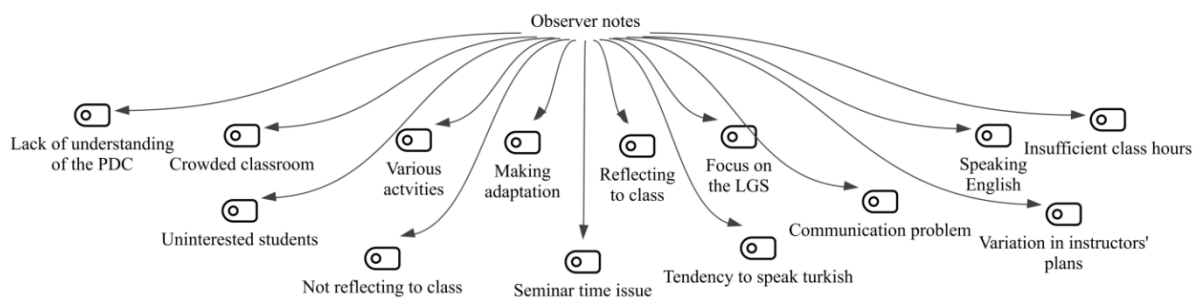 Observer notes
Lack of understanding
of the PDC
Crowded classroom
Various
actvities
Making
adaptation
Reflecting
to class
Focus on
the LGS
Speaking
English
Insufficient class hours
Uninterested students
Communication problem
Variation in instructors'
plans
Not reflecting to class
Seminar time issue
Tendency to speak turkish